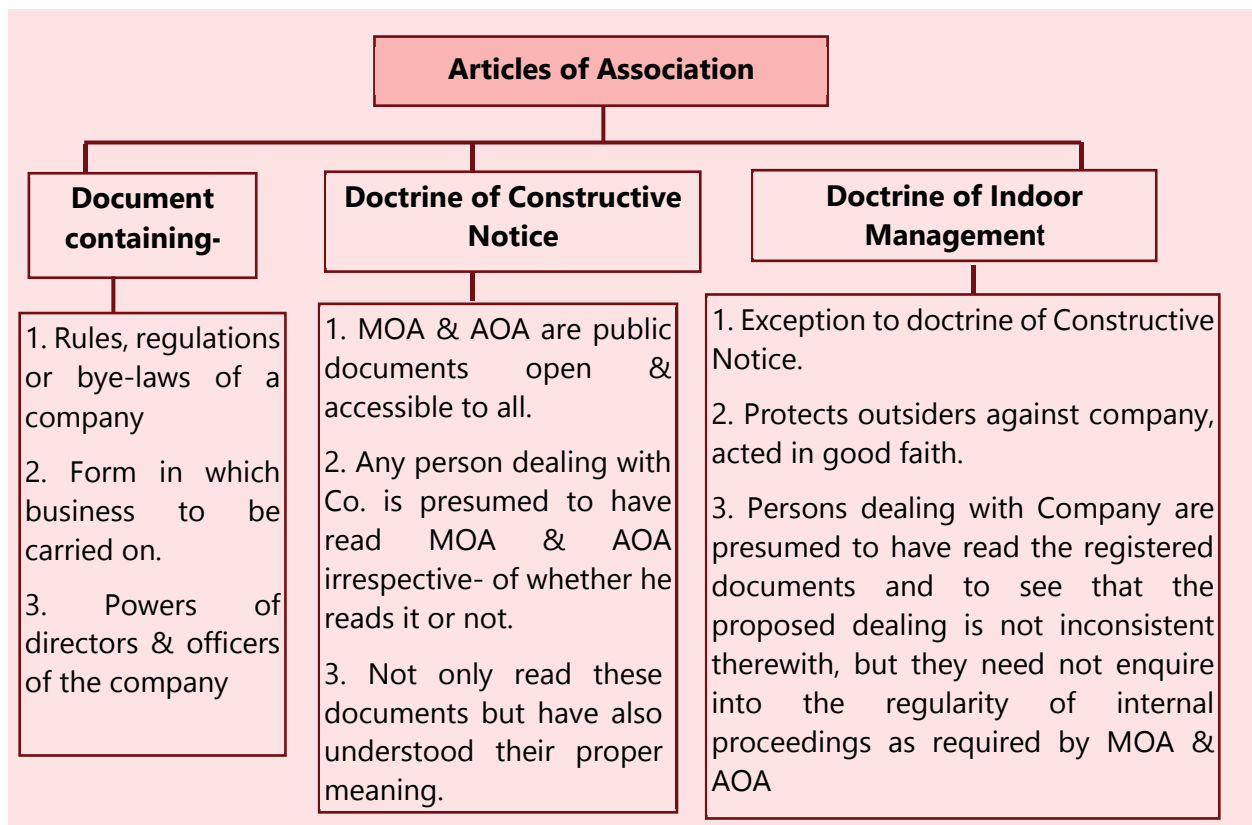 Articles of Association
Document
containing-
1. Rules, regulations
or bye-laws of a
company
2. Form in which
business to be
carried on.
3. Powers of
directors & officers
of the company
Doctrine of Constructive
Notice
1. MOA & AOA are public
documents open &
accessible to all.
2. Any person dealing with
Co. is presumed to have
read MOA & AOA
irrespective- of whether he
reads it or not.
3. Not only read these
documents but have also
understood their proper
meaning.
Doctrine of Indoor
Management
1. Exception to doctrine of Constructive
Notice.
2. Protects outsiders against company,
acted in good faith.
3. Persons dealing with Company are
presumed to have read the registered
documents and to see that the
proposed dealing is not inconsistent
therewith, but they need not enquire
into the regularity of internal
proceedings as required by MOA &
AOA